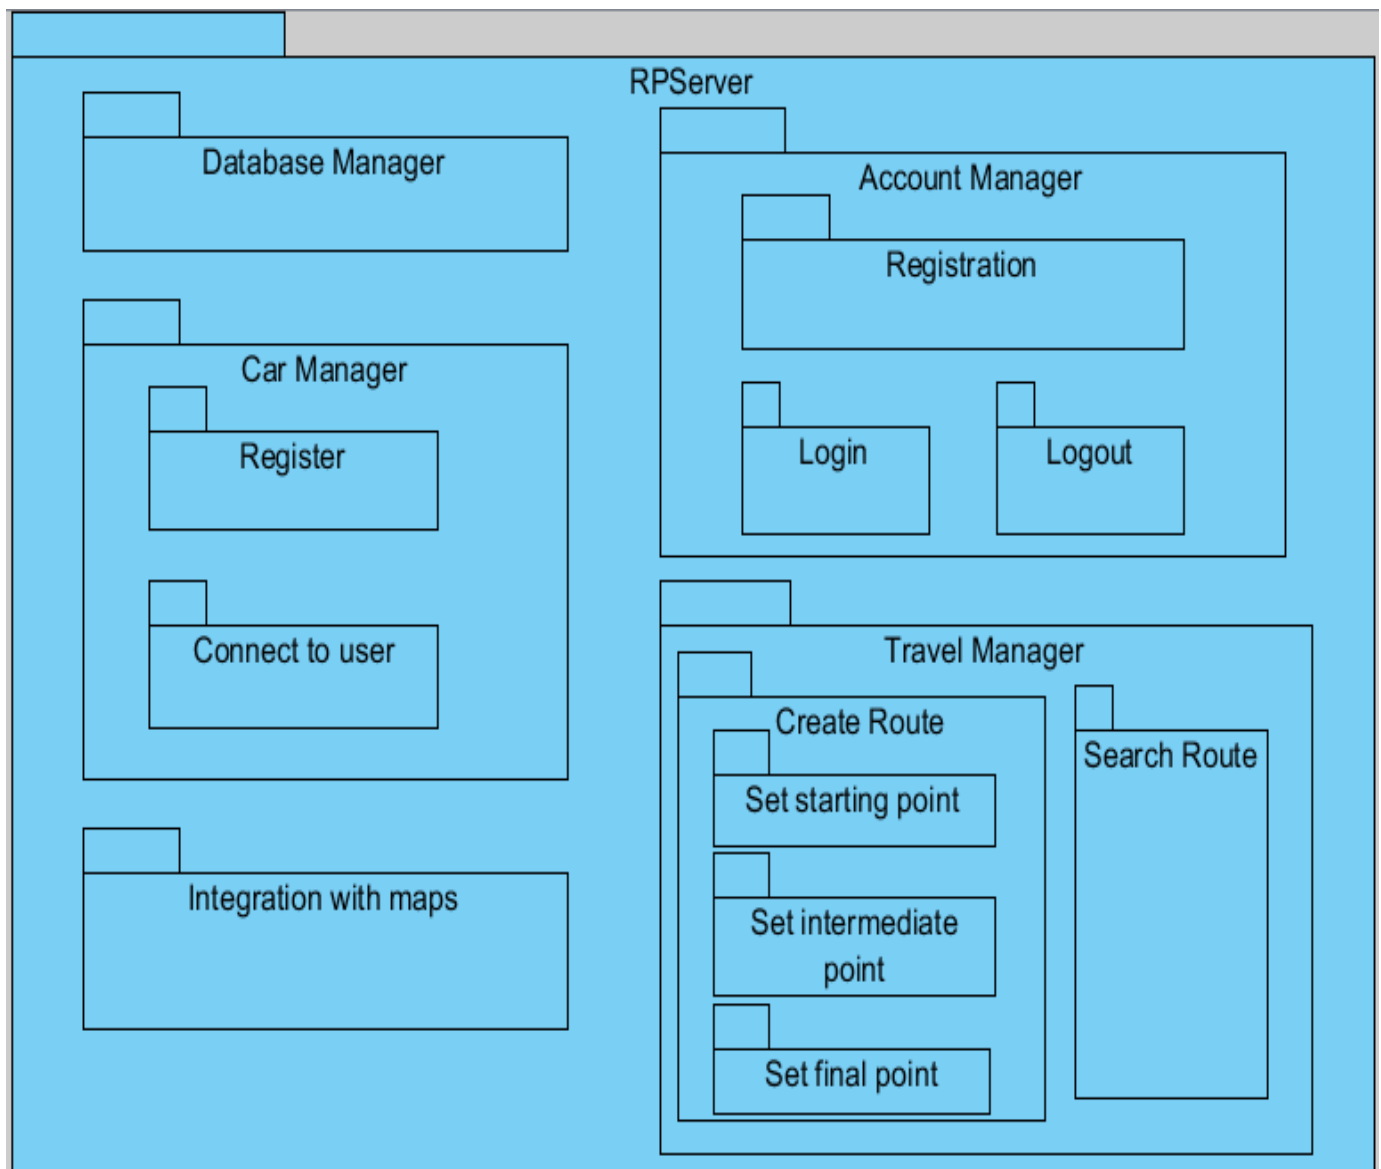 RPServer
Database Manager
Account Manager
Registration
Login
Logout
Car Manager
Register
Connect to user
Integration with maps
Travel Manager
Create Route
Set starting point
Set intermediate
point
Set final point
Search Route